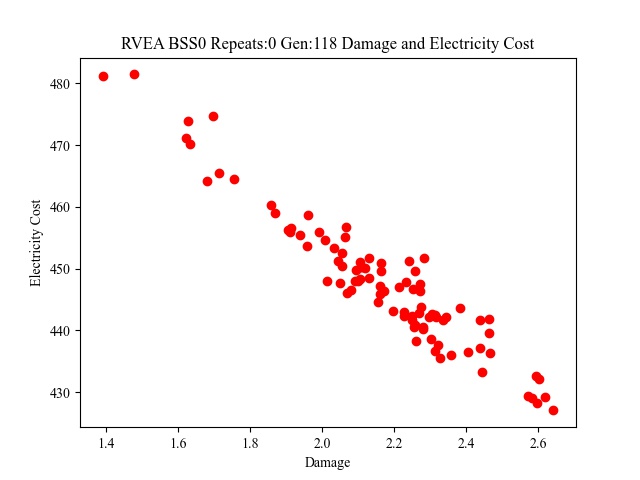 RVEA BSS0 Repeats:0 Gen:118 Damage and Electricity Cost
480
470
460
450
440
430
Electricity Cost
1.4 1.6 1.8 2.0 2.2 2.4 2.6
Damage